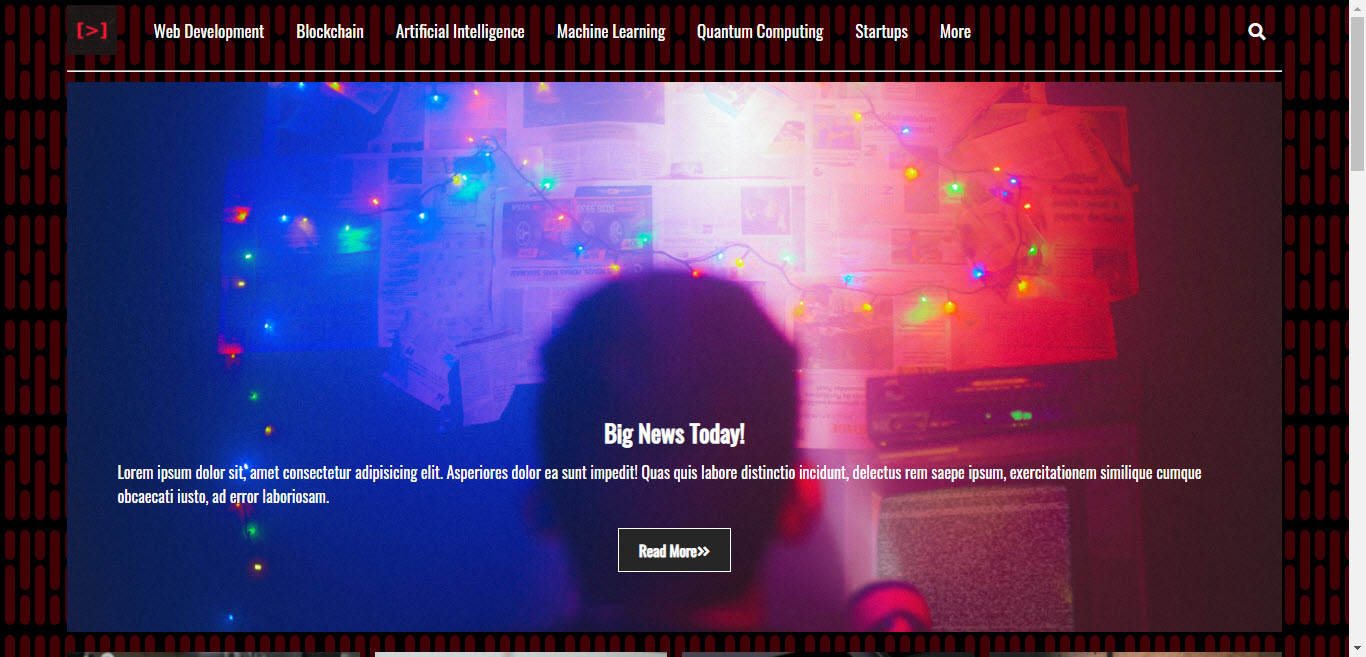 [>]
Web Development Blockchain Artificial Intelligence Machine Learning Quantum Computing Startups More
Big News Today!
Lorem ipsum dolor sit, amet consectetur adipisicing elit. Asperiores dolor ea sunt impedit! Quas quis labore distinctio incidunt, delectus rem saepe ipsum, exercitationem similique cumque
obcaecati iusto, ad error laboriosam.
Read More»